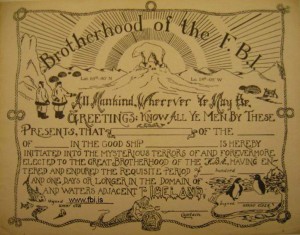 Brotherhood of the F.B.I.
All Mankind, Wherever Ye May Be
GREETINGS: KNOW ALL YE MEN BY THESE
PRESENTS, THAT OF THE
OF IN THE GOOD SHIP IS HEREBY
INITIATED INTO THE MYSTERIOUS TERRORS OF AND FOREVERMORE
ELECTED TO THE GREAT BROTHERHOOD OF THE F.B.I. HAVING EN-
TERED AND ENDURED THE REQUISITE PERIOD OF
AND ONE DAYS OR LONGER IN THE DOMAIN OF
AND WATERS ADJACENT ICELAND
www.fbi.is